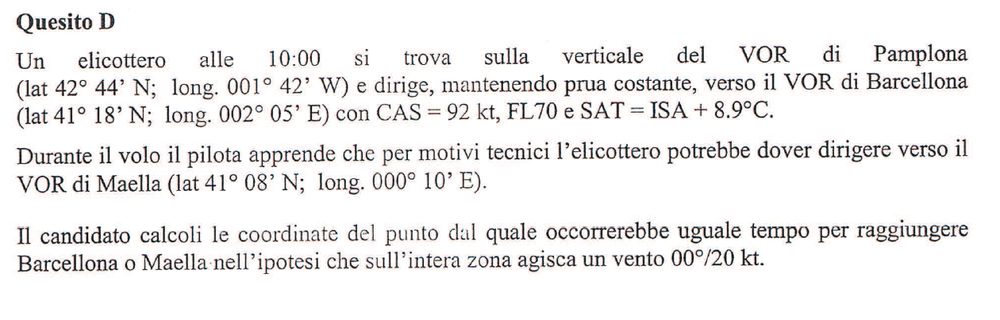 Quesito D
Un elicottero alle 10:00 si trova sulla verticale del VOR di Pamplona
(lat 42° 44’ N; long. 001° 42’ W) e dirige, mantenendo prua costante, verso il VOR di Barcellona
(lat 41° 18’ N; long. 002° 05’ E) con CAS = 92 kt, FL70 e SAT = ISA + 8.9°C.
Durante il volo il pilota apprende che per motivi tecnici l’elicottero potrebbe dover dirigere verso il
VOR di Maella (lat 41° 08’ N; long. 000° 10’ E).
Il candidato calcoli le coordinate del punto dal quale occorrerebbe uguale tempo per raggiungere
Barcellona o Maella nell’ipotesi che sull’intera zona agisca un vento 00°/20 kt.